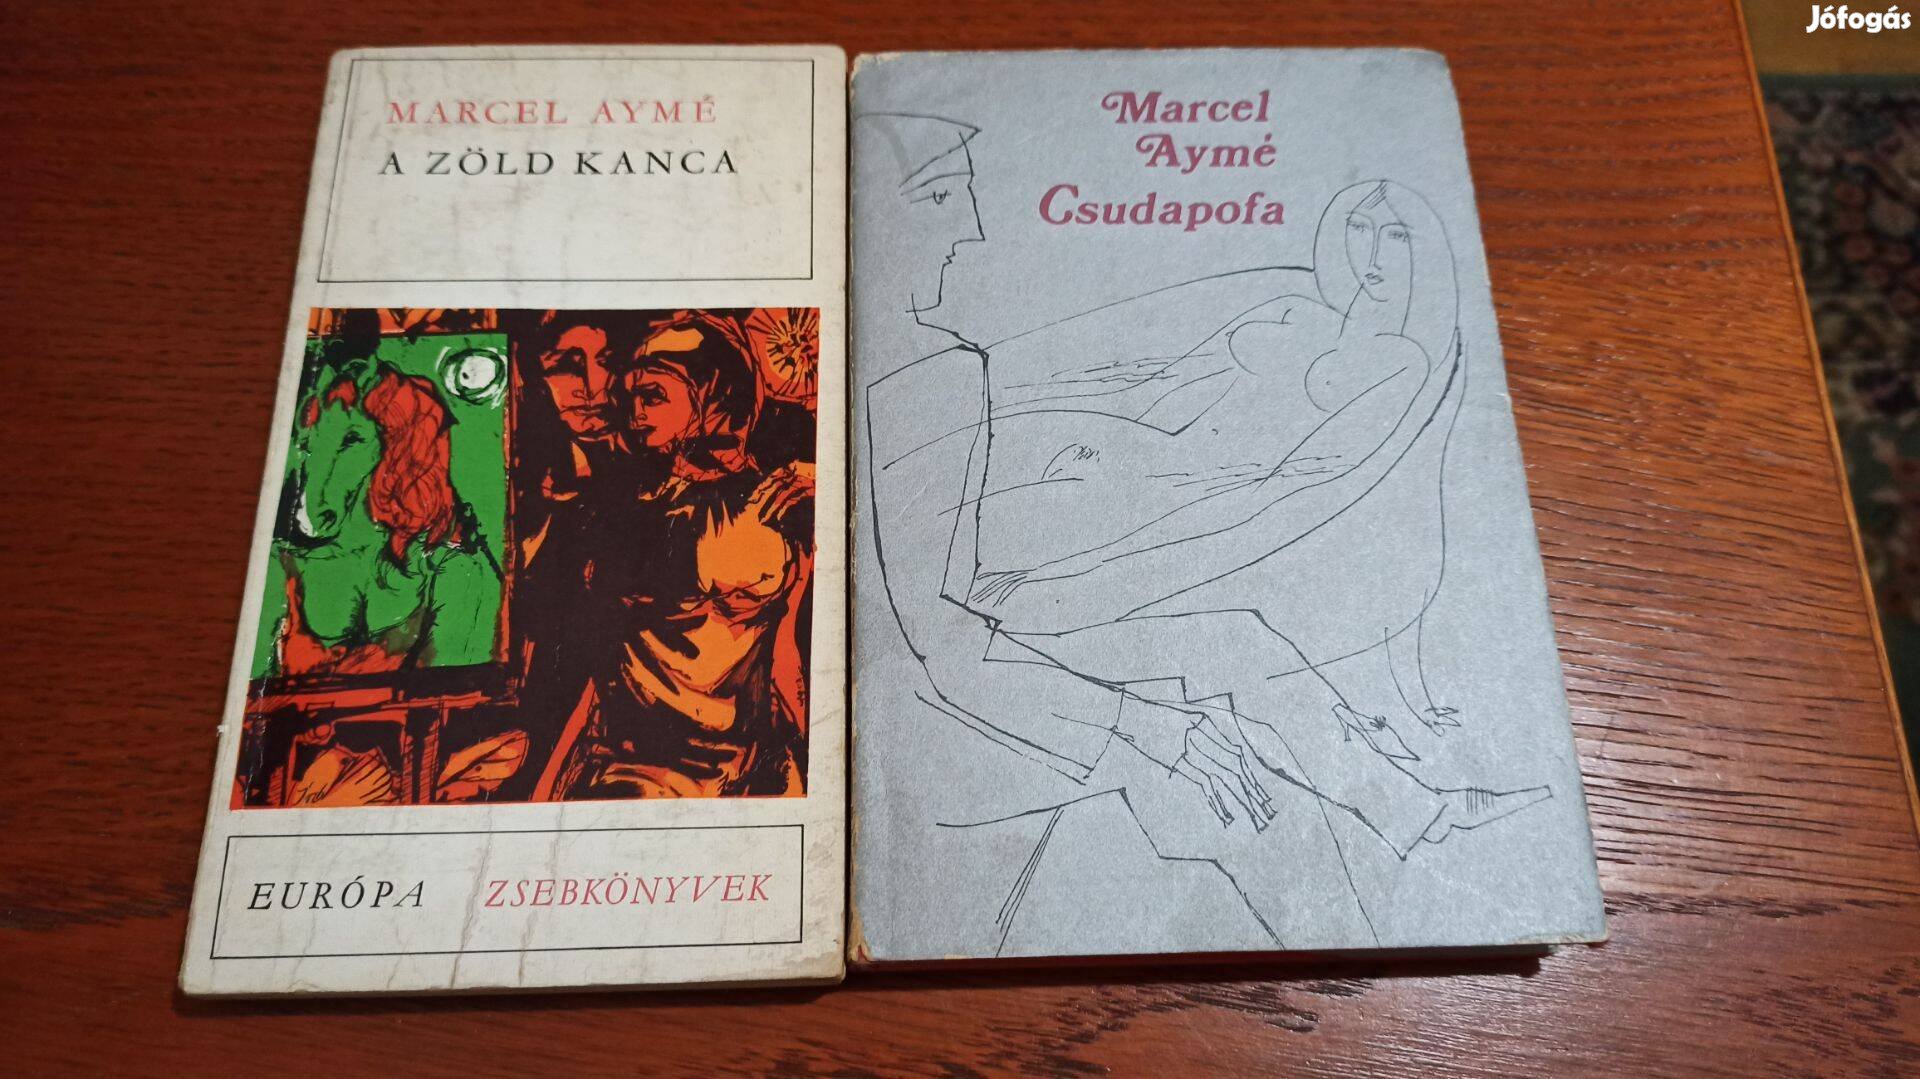 Jófogás
MARCEL AYMÉ
A ZÖLD KANCA
EURÓPA ZSEBKÖNYVEK
Marcel
Aymé
Csudapofa